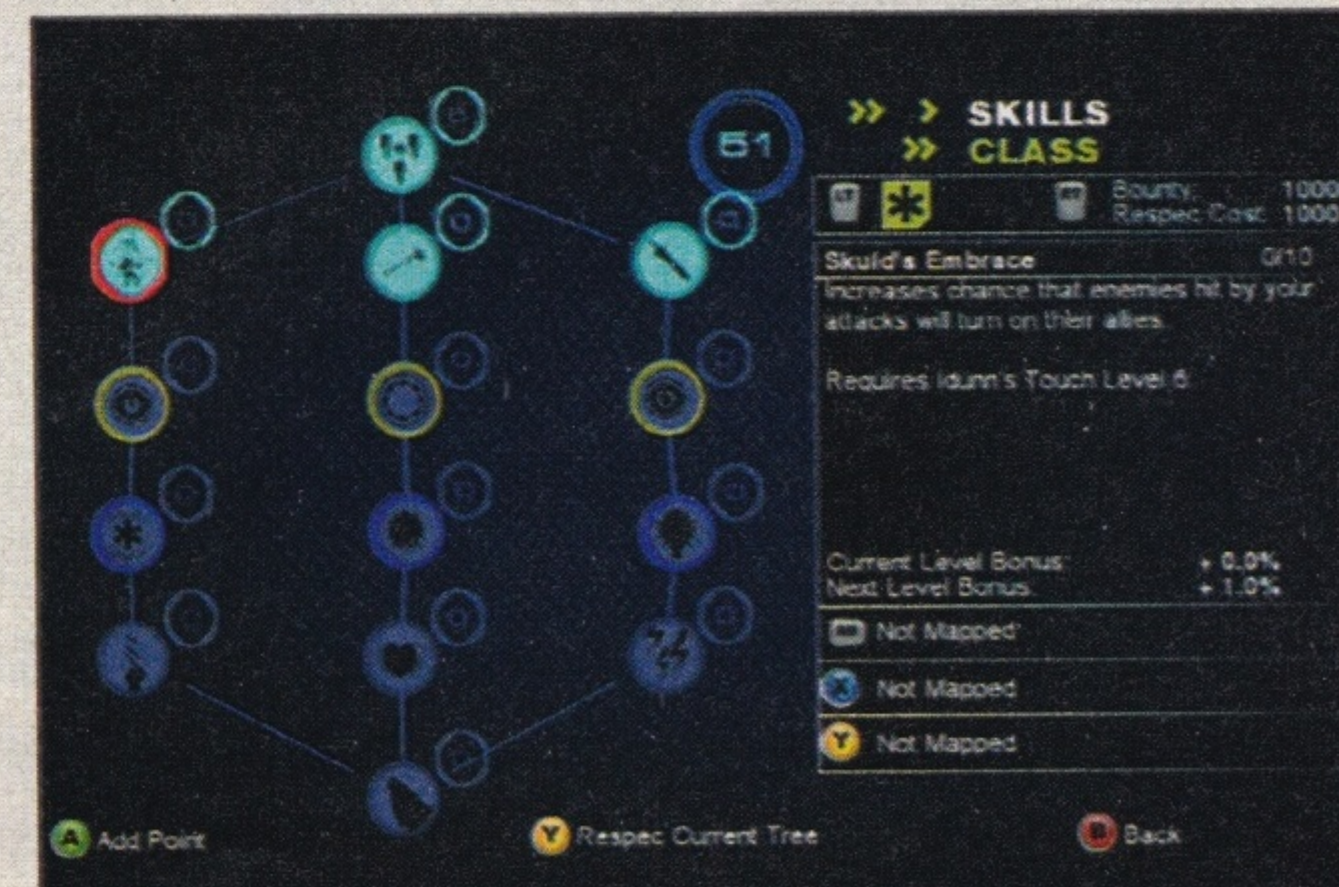 51
SKILLS
CLASS
Bounty: 1000
Respec Cost: 1000
Skuld's Embrace 0/10
Increases chance that enemies hit by your
attacks will turn on their allies.
Requires Idunn's Touch Level 6
Current Level Bonus: + 0.0%
Next Level Bonus: + 1.0%
Not Mapped
X Not Mapped
Y Not Mapped
A Add Point
Y Respec Current Tree
B Back